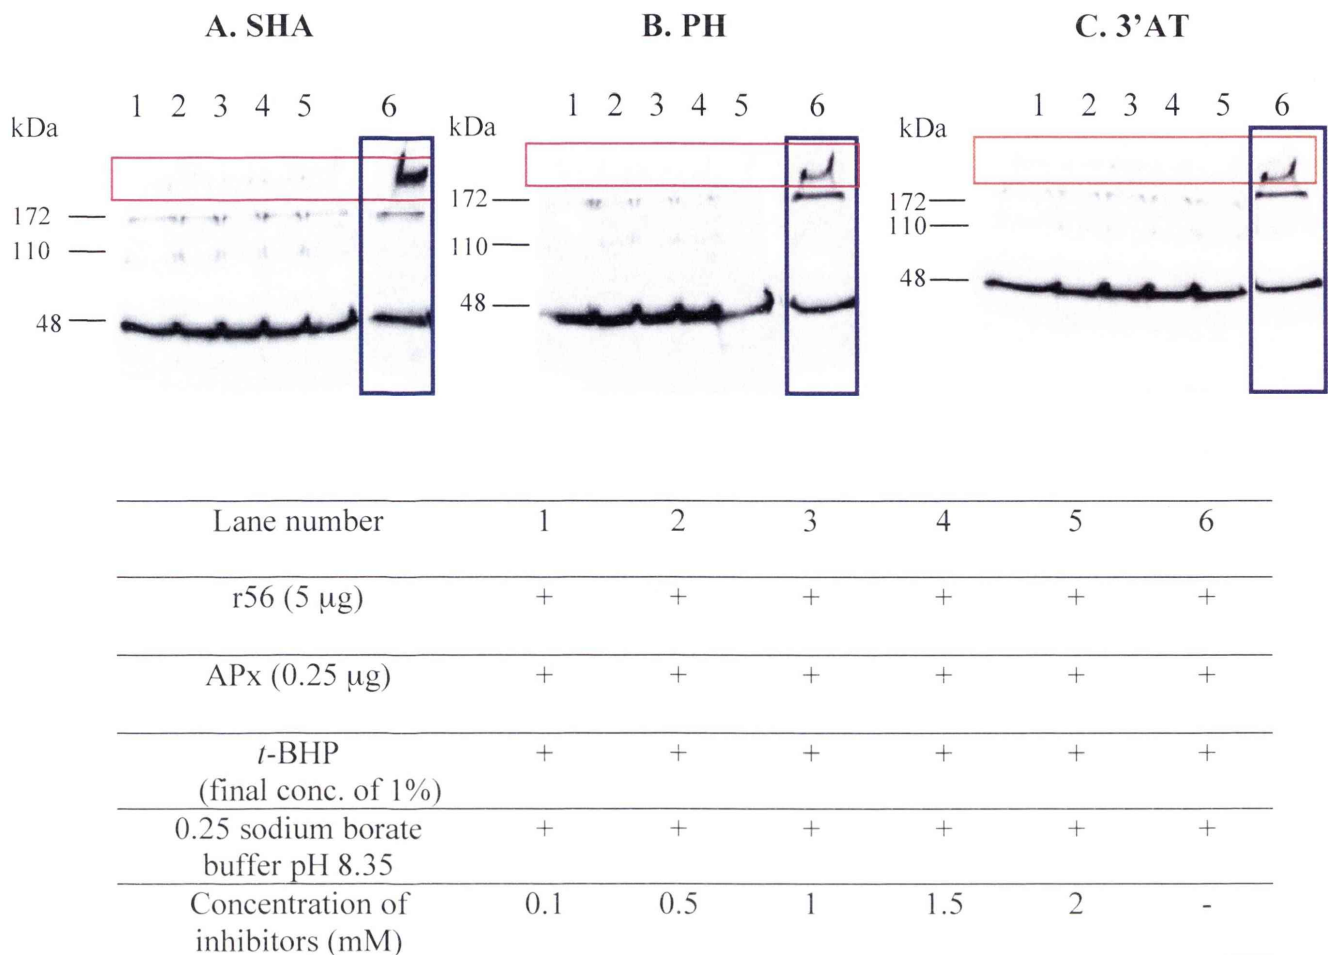 A. SHA
B. PH
C. 3'AT
1 2 3 4 5 6
1 2 3 4 5 6
1 2 3 4 5 6
kDa
kDa
kDa
172
110
48
172
110
48
172
110
48
Lane number 1 2 3 4 5 6
r56 (5 µg) + + + + + +
APx (0.25 µg) + + + + + +
t-BHP + + + + + +
(final conc. of 1%)
0.25 sodium borate + + + + + +
buffer pH 8.35
Concentration of 0.1 0.5 1 1.5 2 -
inhibitors (mM)